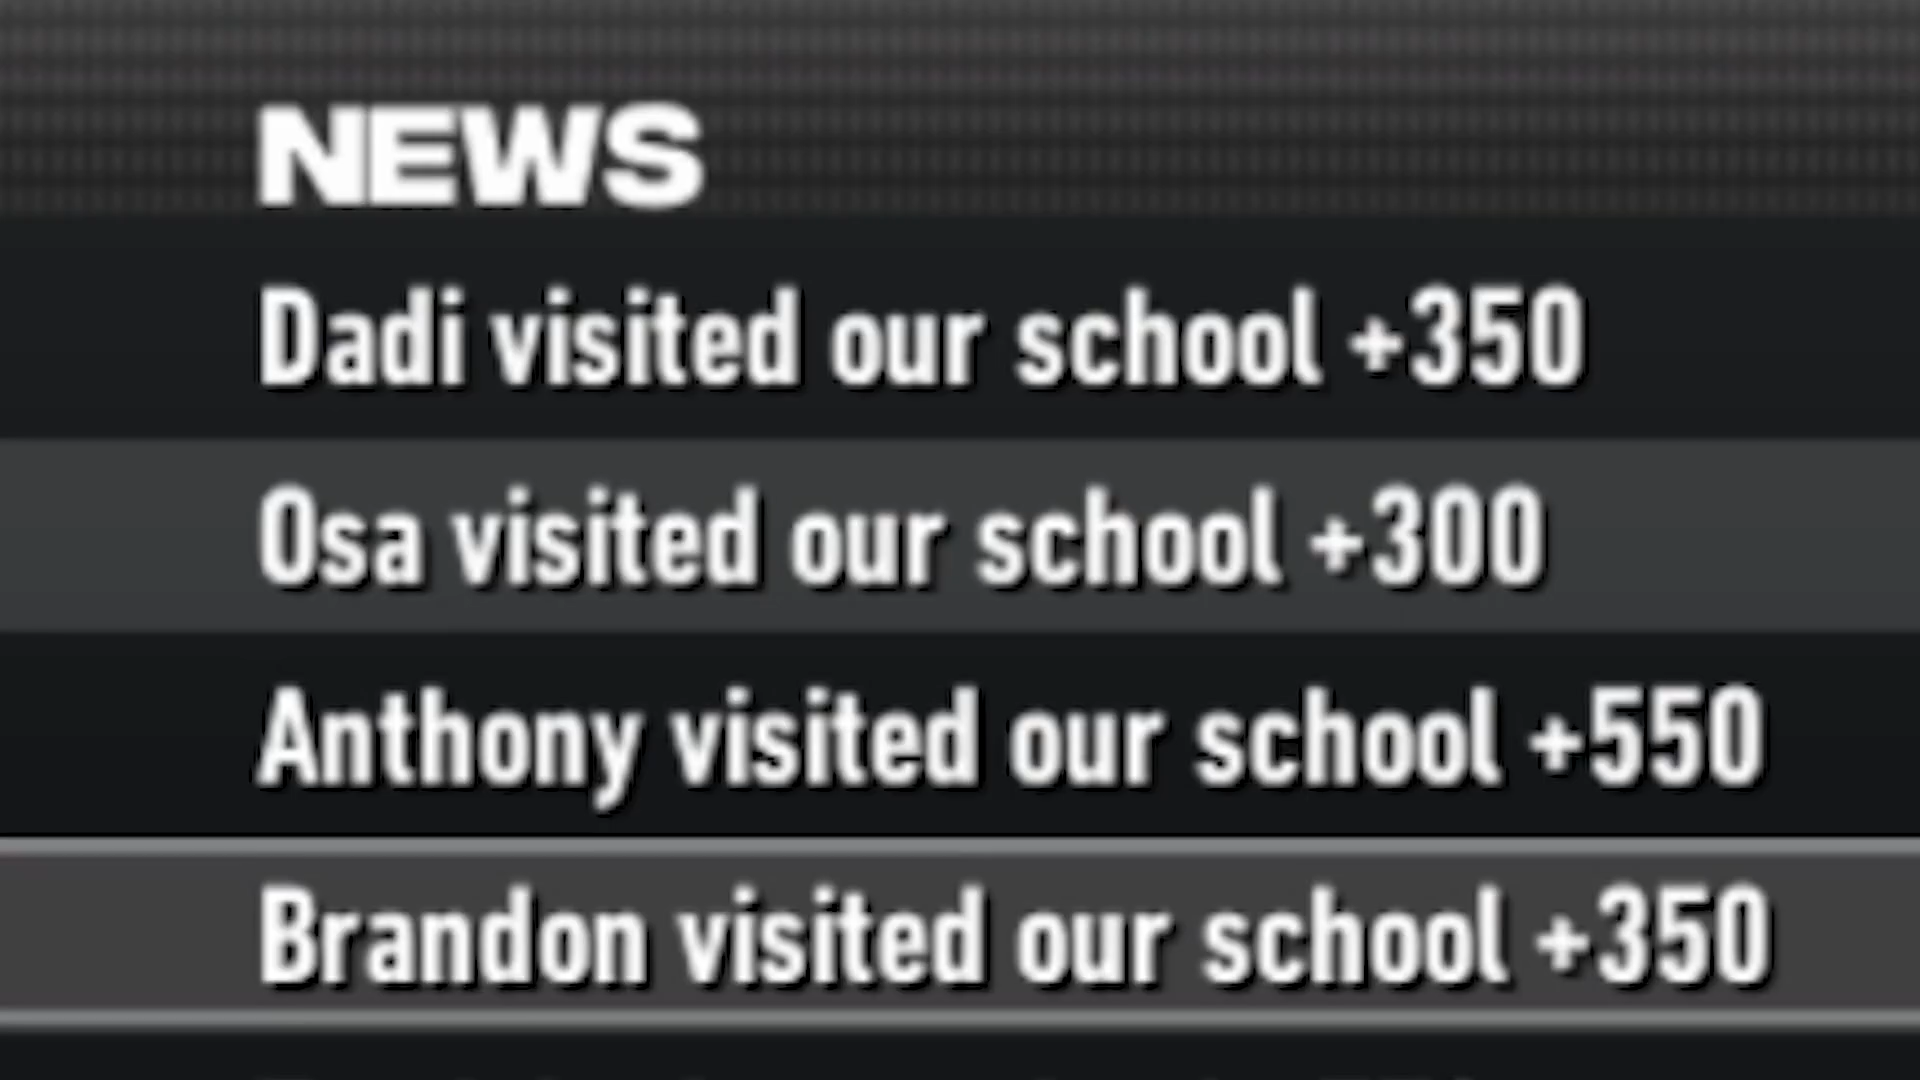 NEWS
Dadi visited our school +350
Osa visited our school +300
Anthony visited our school +550
Brandon visited our school +350